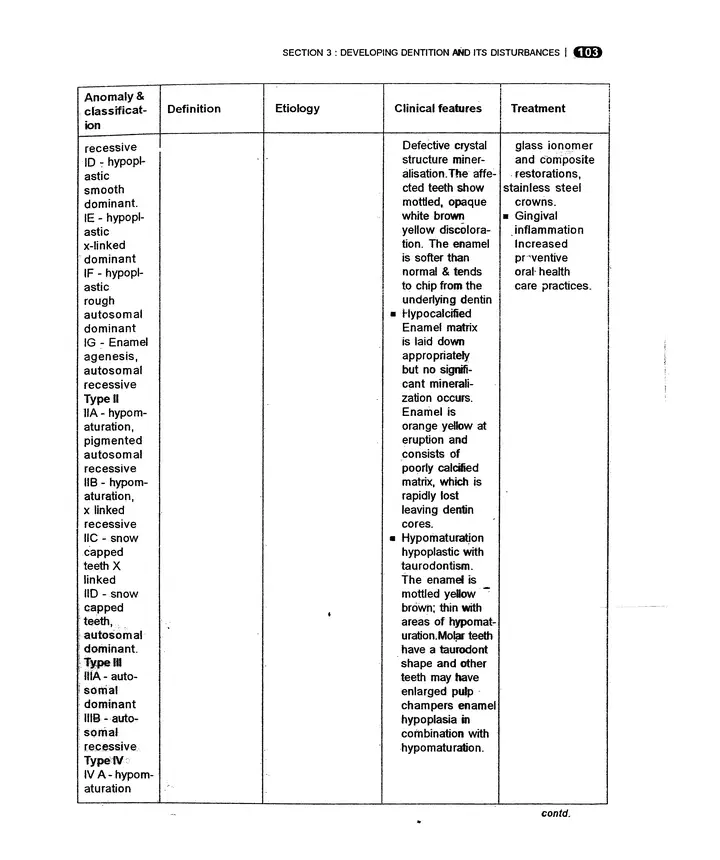 SECTION 3 : DEVELOPING DENTITION AND ITS DISTURBANCES | 103
Anomaly &
classificat-
ion
Definition
Etiology
Clinical features
Treatment
recessive
ID - hypopl-
astic
smooth
dominant.
IE - hypopl-
astic
x-linked
dominant
IF - hypopl-
astic
rough
autosomal
dominant
IG - Enamel
agenesis,
autosomal
recessive
Type II
IIA - hypom-
aturation,
pigmented
autosomal
recessive
IIB - hypom-
aturation,
x linked
recessive
IIC - snow
capped
teeth X
linked
IID - snow
capped
teeth,
autosomal
dominant.
Type III
IIIA - auto-
somal
dominant
IIIB - auto-
somal
recessive
Type IV
IV A - hypom-
aturation
Defective crystal
structure miner-
alisation.The affe-
cted teeth show
mottled, opaque
white brown
yellow discolora-
tion. The enamel
is softer than
normal & tends
to chip from the
underlying dentin
▪ Hypocalcified
Enamel matrix
is laid down
appropriately
but no signifi-
cant minerali-
zation occurs.
Enamel is
orange yellow at
eruption and
consists of
poorly calcified
matrix, which is
rapidly lost
leaving dentin
cores.
▪ Hypomaturation
hypoplastic with
taurodontism.
The enamel is
mottled yellow
brown; thin with
areas of hypomat-
uration.Molar teeth
have a taurodont
shape and other
teeth may have
enlarged pulp
champers enamel
hypoplasia in
combination with
hypomaturation.
glass ionomer
and composite
restorations,
stainless steel
crowns.
▪ Gingival
inflammation
Increased
preventive
oral health
care practices.
contd.